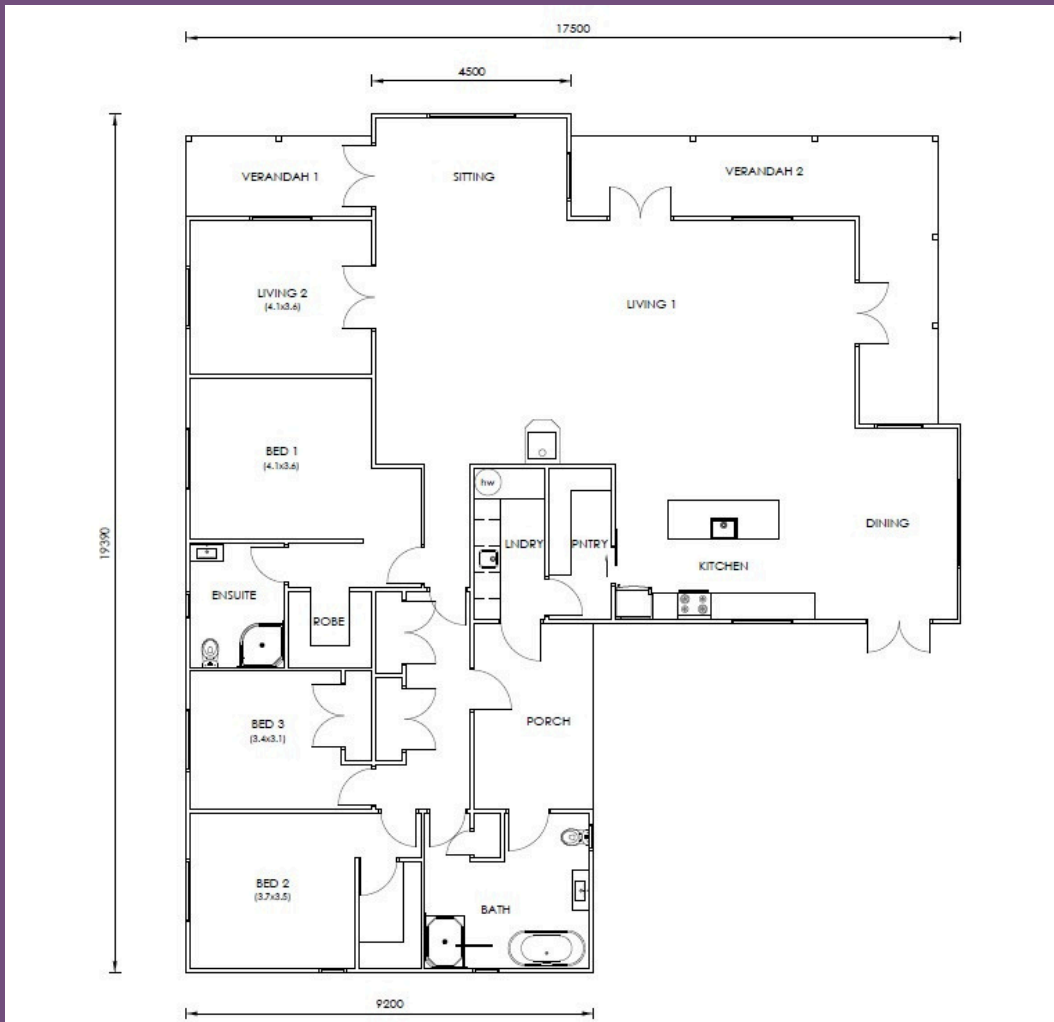 17500
4500
VERANDAH 1
SITTING
VERANDAH 2
LIVING 2
(4.1x3.6)
LIVING 1
19390
BED 1
(4.1x3.6)
hw
LNDRY
PNTRY
DINING
KITCHEN
ENSUITE
ROBE
BED 3
(3.4x3.1)
PORCH
BED 2
(3.7x3.5)
BATH
9200